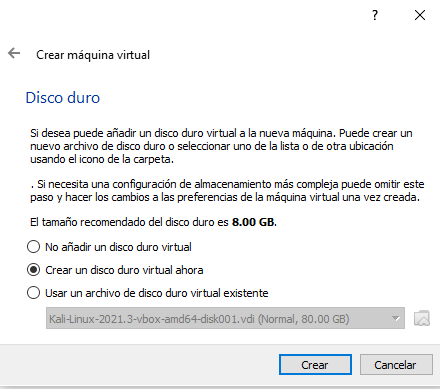 ?
Crear máquina virtual
Disco duro
Si desea puede añadir un disco duro virtual a la nueva máquina. Puede crear un
nuevo archivo de disco duro o seleccionar uno de la lista o de otra ubicación
usando el icono de la carpeta.
. Si necesita una configuración de almacenamiento más compleja puede omitir este
paso y hacer los cambios a las preferencias de la máquina virtual una vez creada.
El tamaño recomendado del disco duro es 8.00 GB.
No añadir un disco duro virtual
Crear un disco duro virtual ahora
Usar un archivo de disco duro virtual existente
Kali-Linux-2021.3-vbox-amd64-disk001.vdi (Normal, 80.00 GB)
Crear
Cancelar